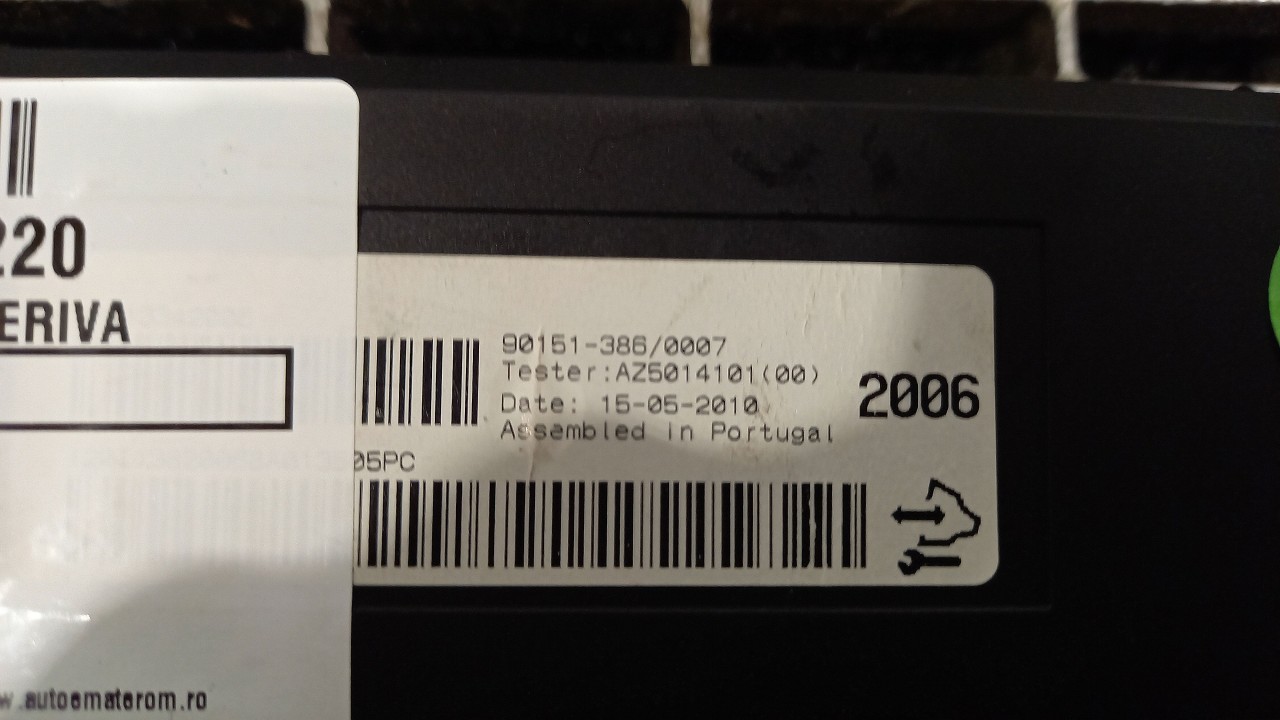 220
ERIVA
90151-386/0007
Tester:AZ5014101(00)
Date: 15-05-2010
Assembled in Portugal
2006
05PC
w.autoematerom.ro